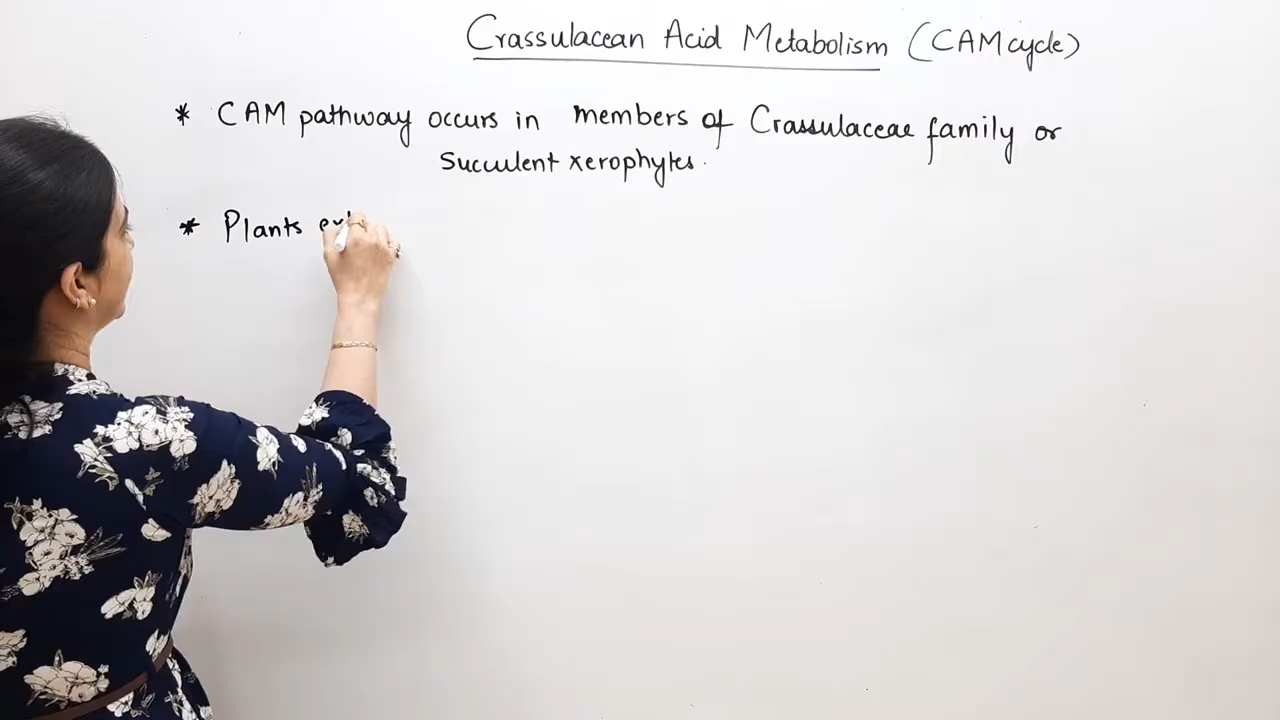 Crassulacean Acid Metabolism (CAM cycle)
* CAM pathway occurs in members of Crassulaceae family or
Succulent xerophytes.
* Plants